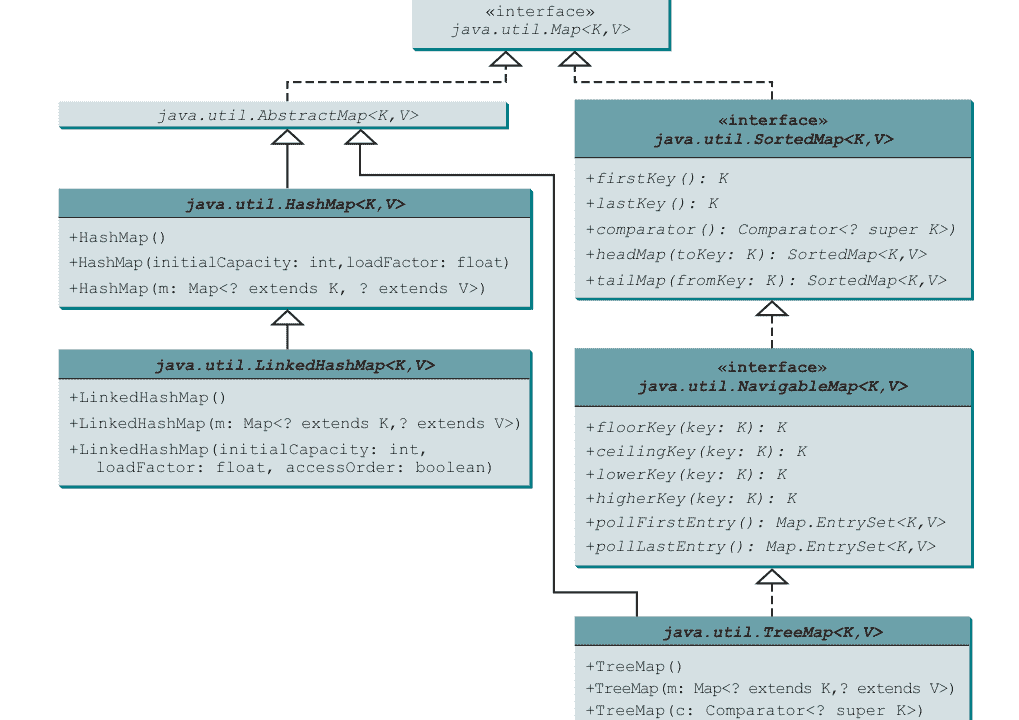 «interface»
java.util.Map<K,V>
java.util.AbstractMap<K,V>
java.util.HashMap<K,V>
+HashMap()
+HashMap(initialCapacity: int,loadFactor: float)
+HashMap(m: Map<? extends K, ? extends V>)
java.util.LinkedHashMap<K,V>
+LinkedHashMap()
+LinkedHashMap(m: Map<? extends K,? extends V>)
+LinkedHashMap(initialCapacity: int,
loadFactor: float, accessOrder: boolean)
«interface»
java.util.SortedMap<K,V>
+firstKey(): K
+lastKey(): K
+comparator(): Comparator<? super K>)
+headMap(toKey: K): SortedMap<K,V>
+tailMap(fromKey: K): SortedMap<K,V>
«interface»
java.util.NavigableMap<K,V>
+floorKey(key: K): K
+ceilingKey(key: K): K
+lowerKey(key: K): K
+higherKey(key: K): K
+pollFirstEntry(): Map.EntrySet<K,V>
+pollLastEntry(): Map.EntrySet<K,V>
java.util.TreeMap<K,V>
+TreeMap()
+TreeMap(m: Map<? extends K,? extends V>)
+TreeMap(c: Comparator<? super K>)